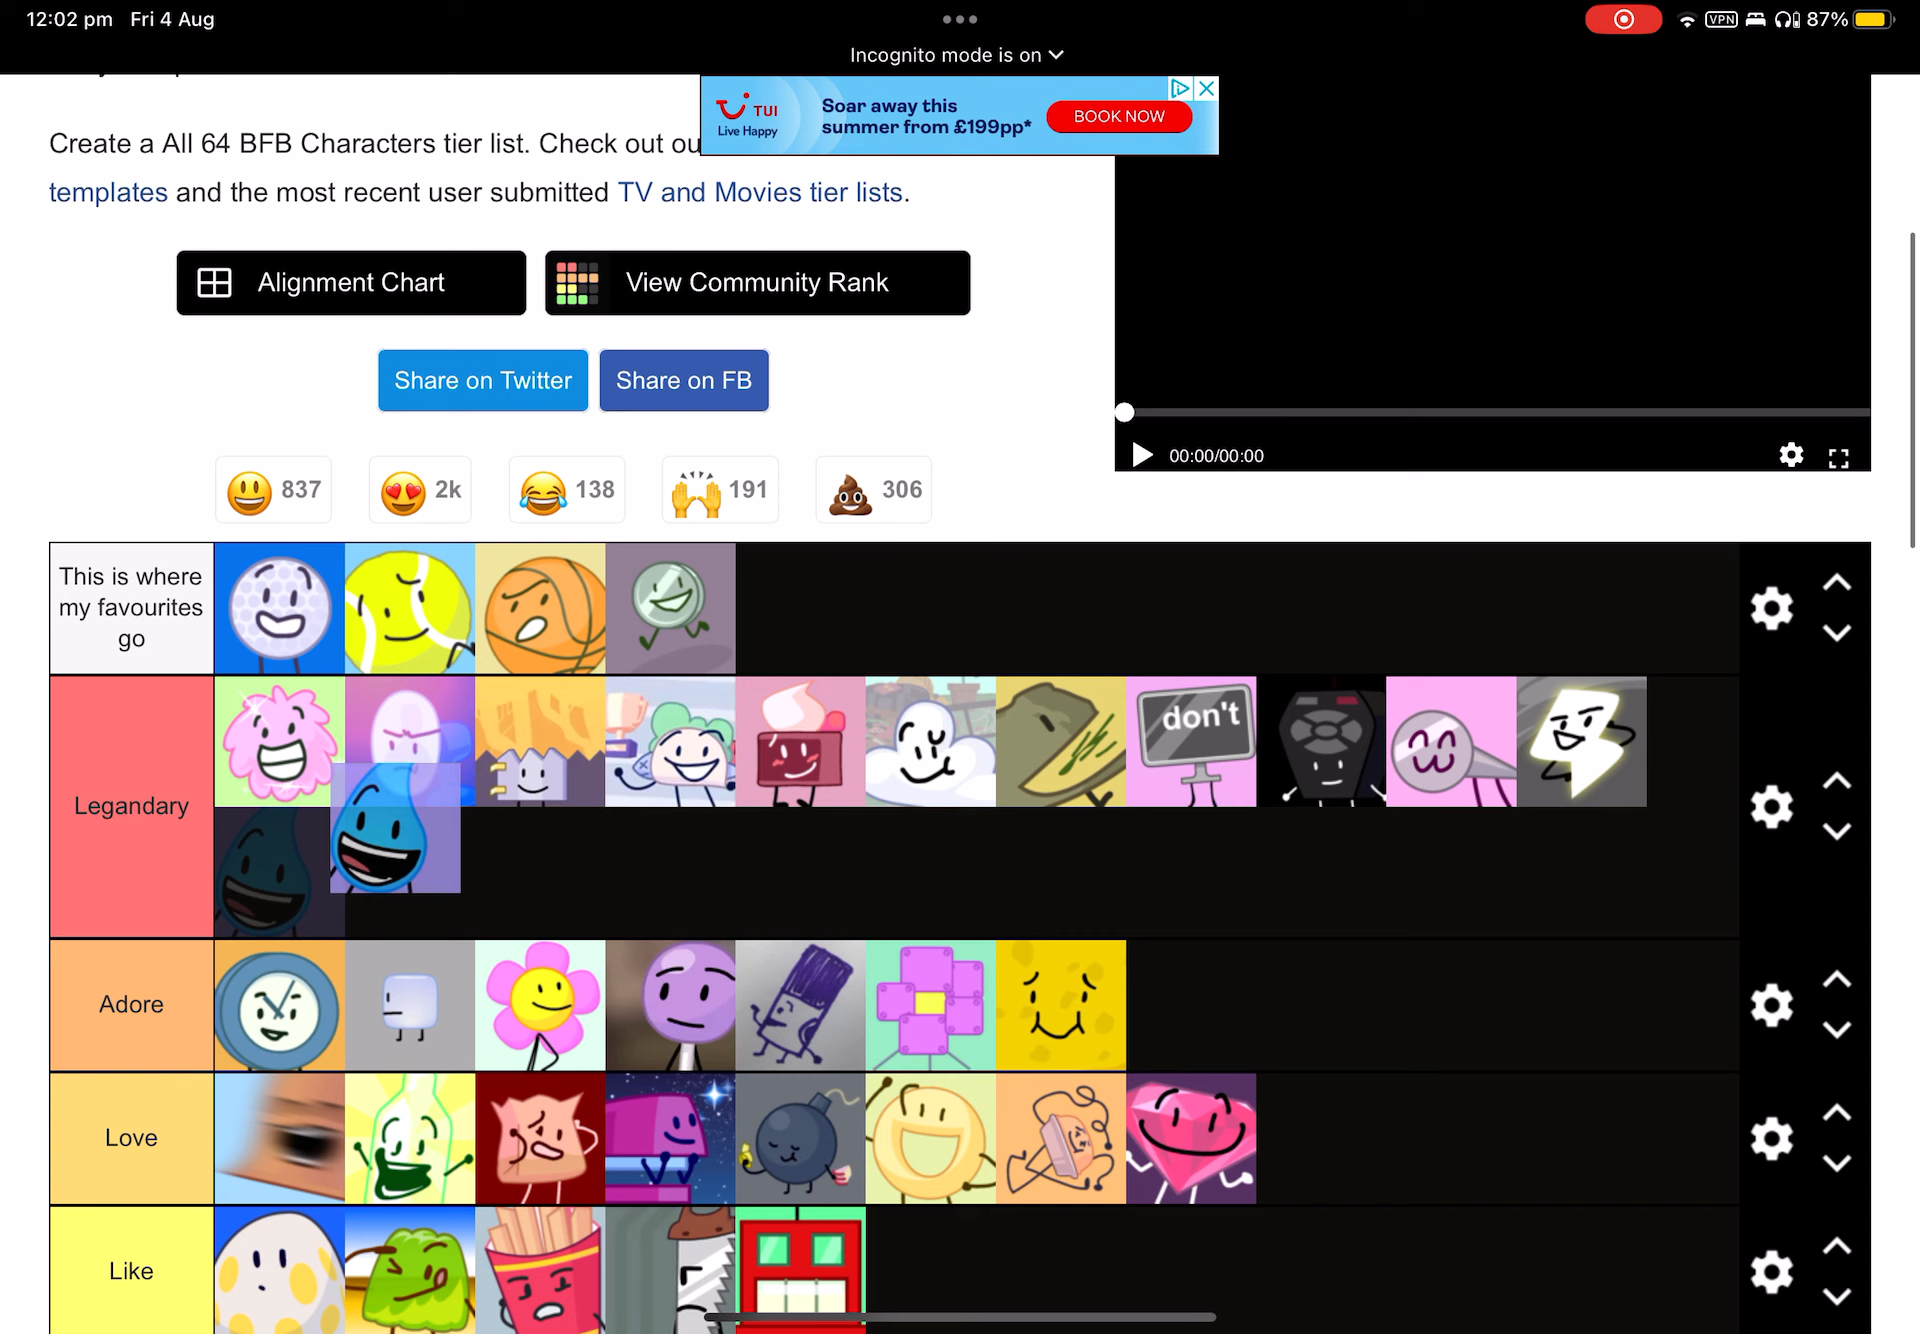 12:02 pm Fri 4 Aug
VPN 87%
Incognito mode is on
TUI
Live Happy
Soar away this
summer from £199pp*
BOOK NOW
Create a All 64 BFB Characters tier list. Check out ou
templates and the most recent user submitted TV and Movies tier lists.
Alignment Chart
View Community Rank
Share on Twitter
Share on FB
00:00/00:00
837
2k
138
191
306
This is where
my favourites
go
Legandary
don't
Adore
Love
Like